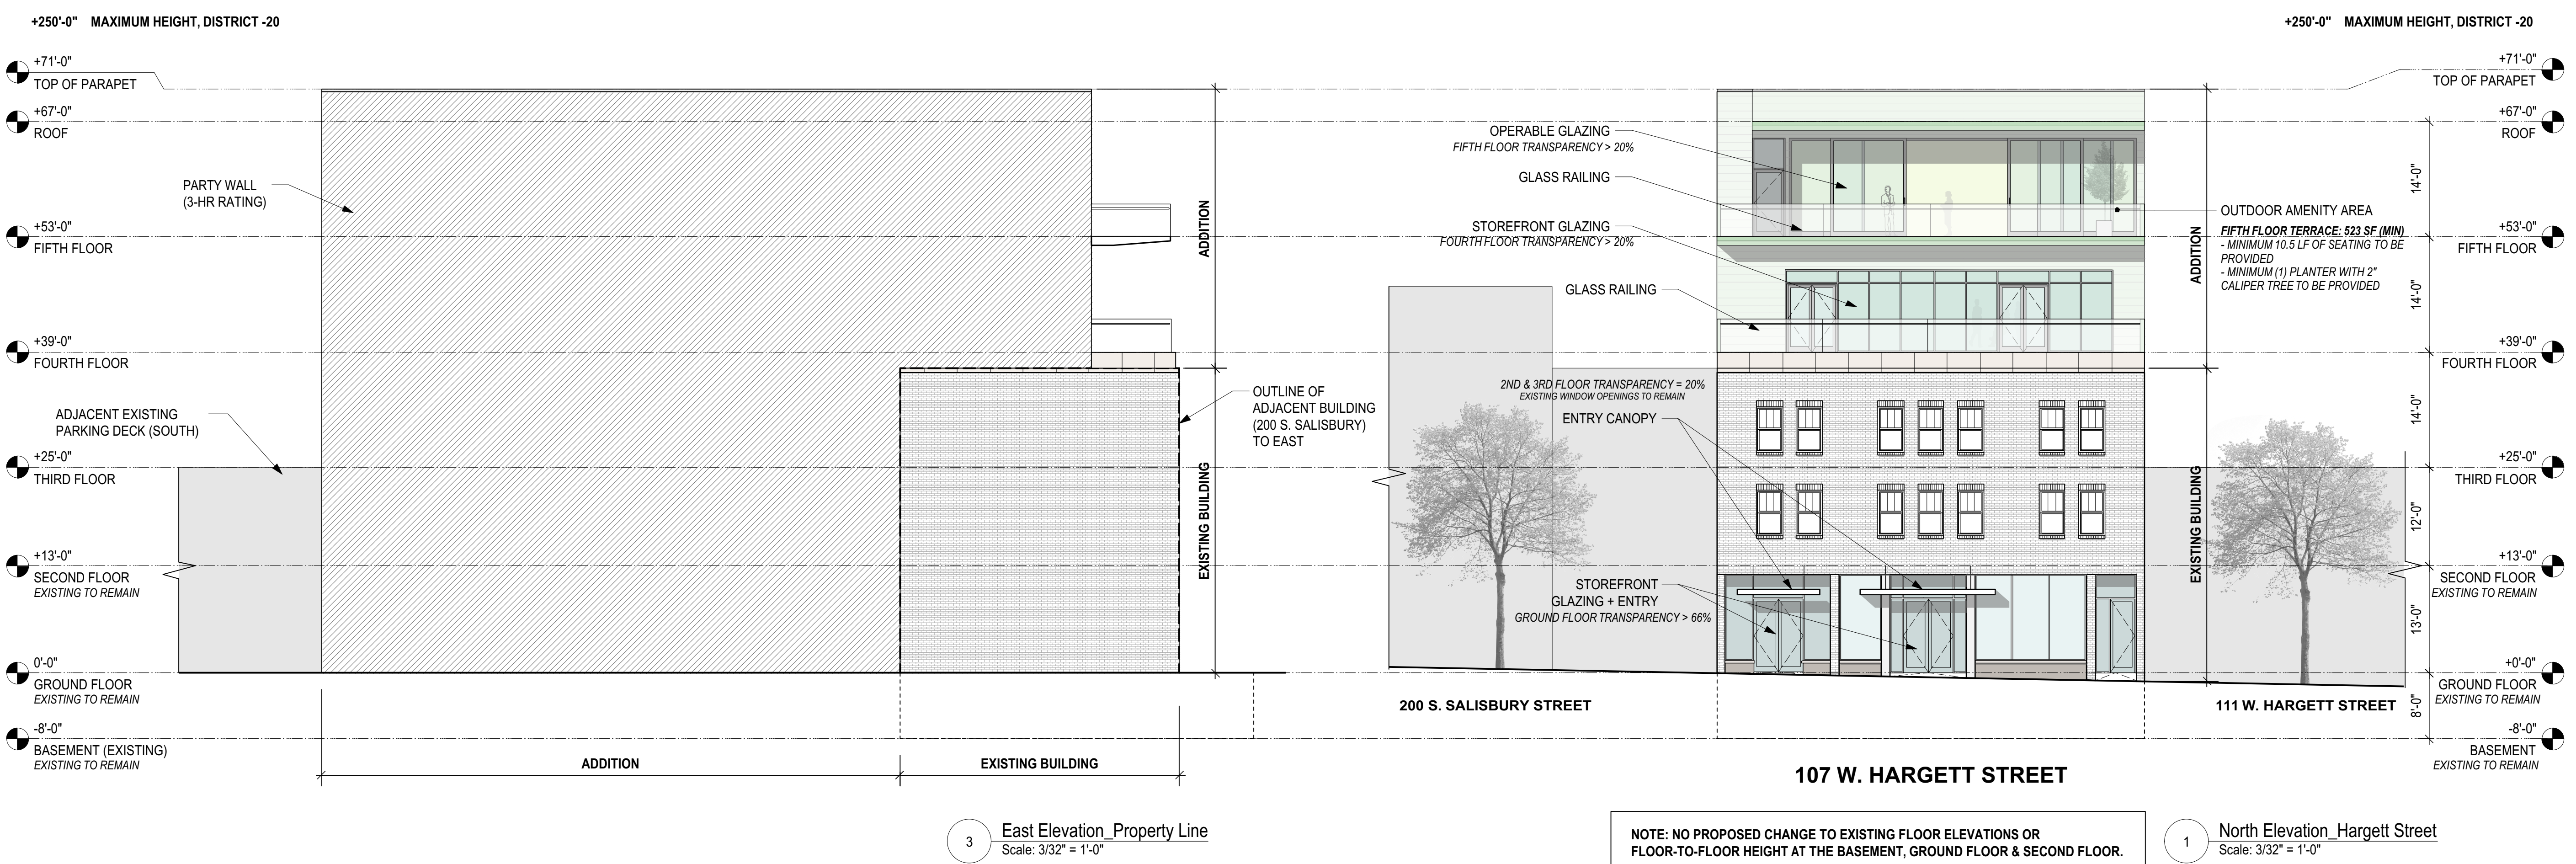 +250'-0" MAXIMUM HEIGHT, DISTRICT -20
+71'-0"
TOP OF PARAPET
+67'-0"
ROOF
PARTY WALL
(3-HR RATING)
+53'-0"
FIFTH FLOOR
+39'-0"
FOURTH FLOOR
ADJACENT EXISTING
PARKING DECK (SOUTH)
+25'-0"
THIRD FLOOR
+13'-0"
SECOND FLOOR
EXISTING TO REMAIN
0'-0"
GROUND FLOOR
EXISTING TO REMAIN
-8'-0"
BASEMENT (EXISTING)
EXISTING TO REMAIN
ADDITION
EXISTING BUILDING
ADDITION
EXISTING BUILDING
OUTLINE OF
ADJACENT BUILDING
(200 S. SALISBURY)
TO EAST
3
East Elevation_Property Line
Scale: 3/32" = 1'-0"
OPERABLE GLAZING
FIFTH FLOOR TRANSPARENCY > 20%
GLASS RAILING
STOREFRONT GLAZING
FOURTH FLOOR TRANSPARENCY > 20%
GLASS RAILING
2ND & 3RD FLOOR TRANSPARENCY = 20%
EXISTING WINDOW OPENINGS TO REMAIN
ENTRY CANOPY
STOREFRONT
GLAZING + ENTRY
GROUND FLOOR TRANSPARENCY > 66%
200 S. SALISBURY STREET
107 W. HARGETT STREET
111 W. HARGETT STREET
ADDITION
EXISTING BUILDING
OUTDOOR AMENITY AREA
FIFTH FLOOR TERRACE: 523 SF (MIN)
- MINIMUM 10.5 LF OF SEATING TO BE
PROVIDED
- MINIMUM (1) PLANTER WITH 2"
CALIPER TREE TO BE PROVIDED
14'-0"
14'-0"
14'-0"
12'-0"
13'-0"
8'-0"
+250'-0" MAXIMUM HEIGHT, DISTRICT -20
+71'-0"
TOP OF PARAPET
+67'-0"
ROOF
+53'-0"
FIFTH FLOOR
+39'-0"
FOURTH FLOOR
+25'-0"
THIRD FLOOR
+13'-0"
SECOND FLOOR
EXISTING TO REMAIN
+0'-0"
GROUND FLOOR
EXISTING TO REMAIN
-8'-0"
BASEMENT
EXISTING TO REMAIN
NOTE: NO PROPOSED CHANGE TO EXISTING FLOOR ELEVATIONS OR
FLOOR-TO-FLOOR HEIGHT AT THE BASEMENT, GROUND FLOOR & SECOND FLOOR.
1
North Elevation_Hargett Street
Scale: 3/32" = 1'-0"